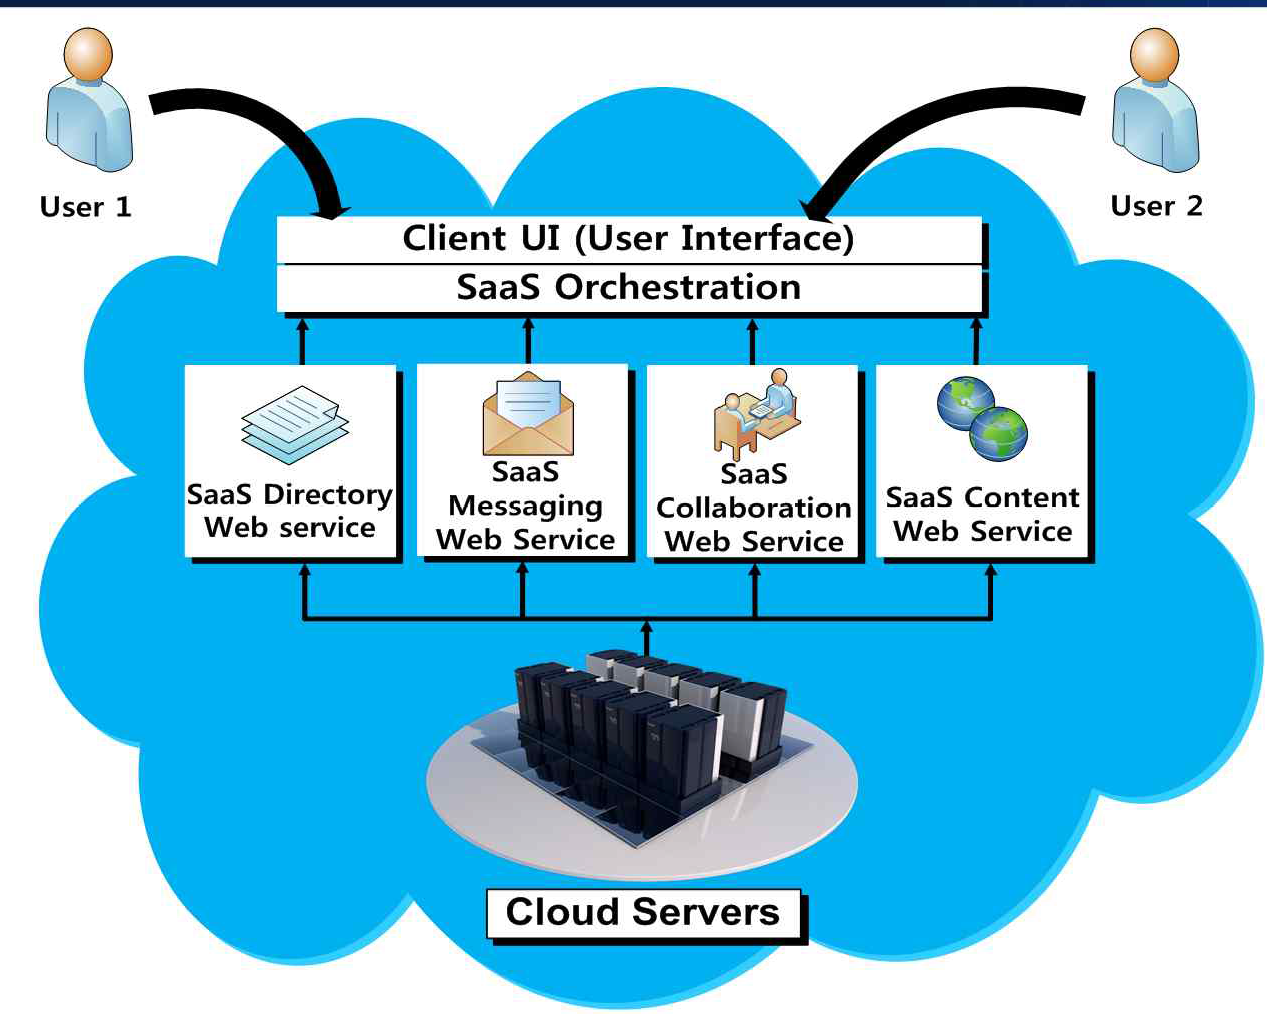 User 1
User 2
Client UI (User Interface)
SaaS Orchestration
SaaS Directory
Web service
SaaS
Messaging
Web Service
SaaS
Collaboration
Web Service
SaaS Content
Web Service
Cloud Servers